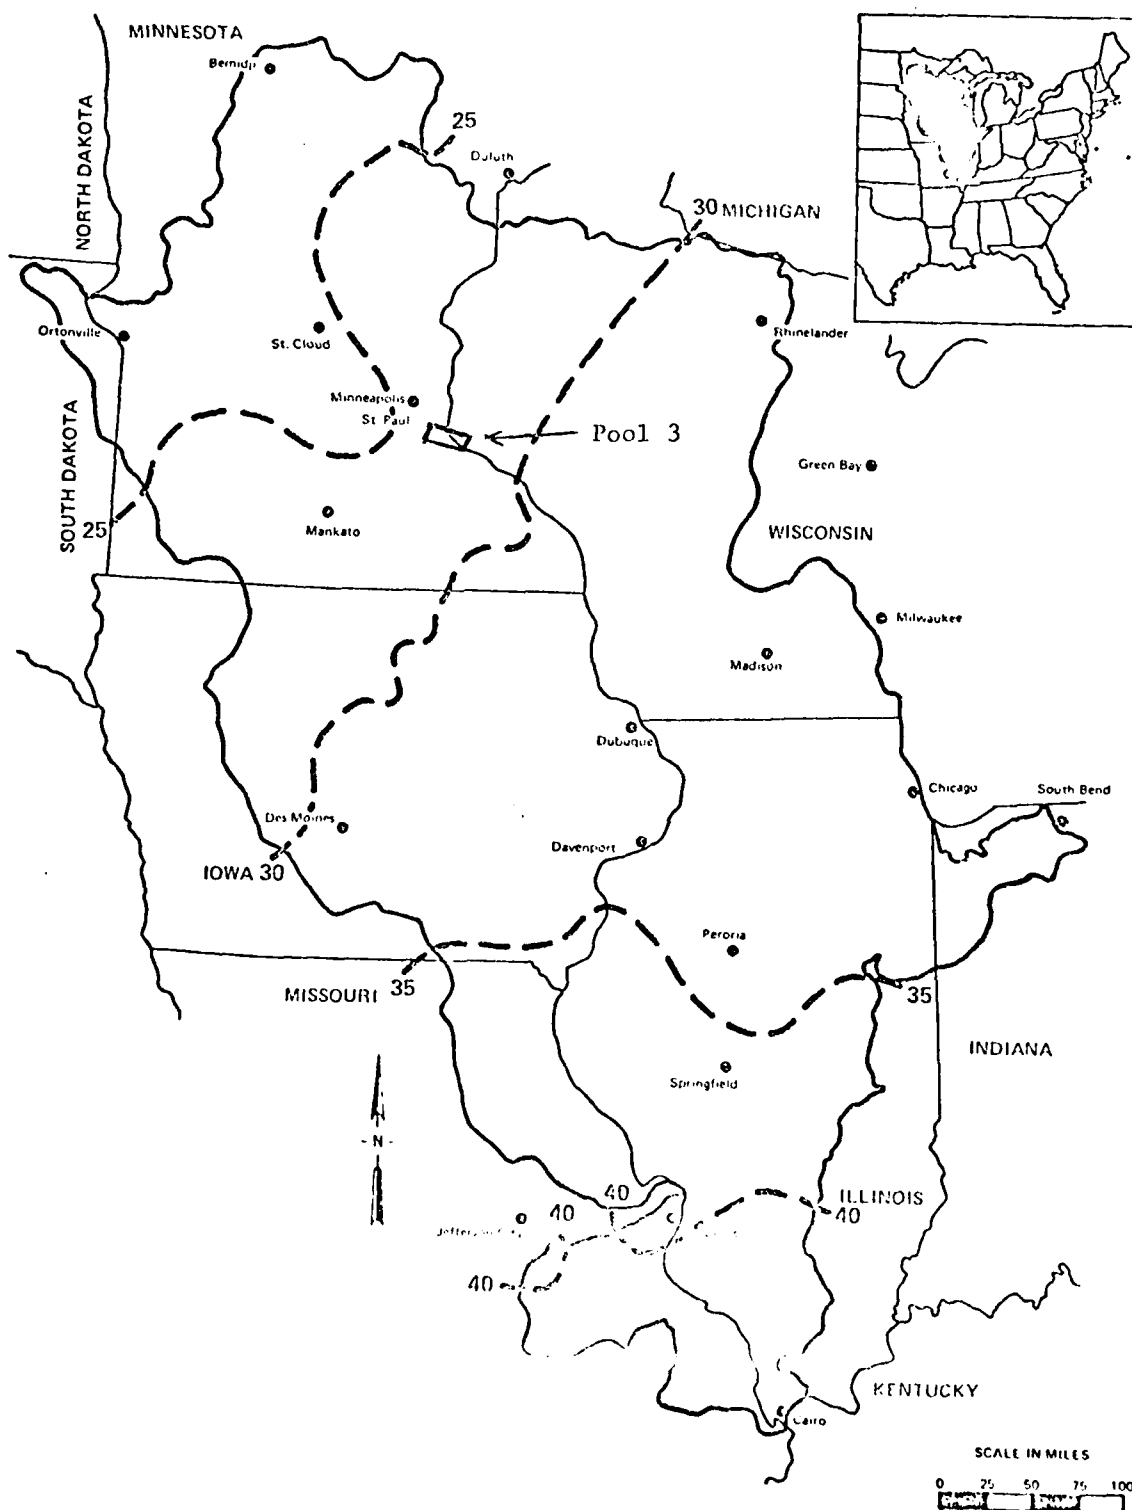 MINNESOTA
Bemidji
NORTH DAKOTA
25
Duluth
30 MICHIGAN
Ortonville
St. Cloud
Rhinelander
Minneapolis
St. Paul
Pool 3
SOUTH DAKOTA
25
Green Bay
Mankato
WISCONSIN
Milwaukee
Madison
Dubuque
Chicago
South Bend
Des Moines
Davenport
IOWA 30
Peroria
MISSOURI 35
35
INDIANA
Springfield
- N -
40
ILLINOIS
40
40
40
KENTUCKY
Cairo
SCALE IN MILES
0 25 50 75 100